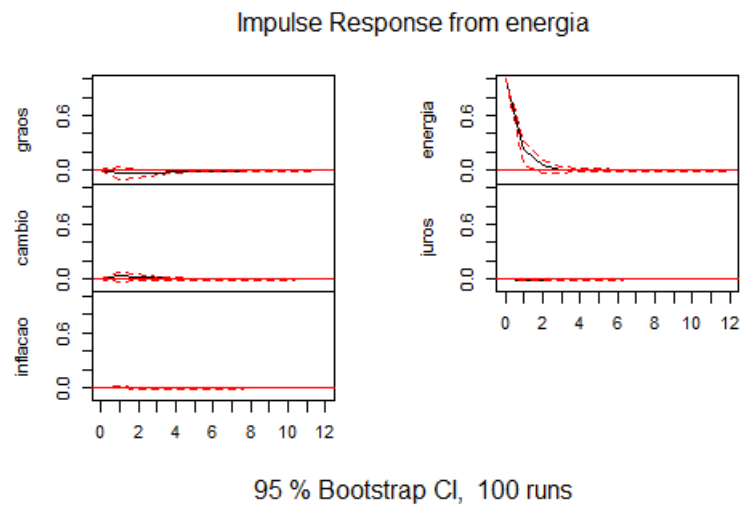 Impulse Response from energia
graos
0.0 0.6
cambio
0.0 0.6
inflacao
0.0 0.6
0 2 4 6 8 10 12
energia
0.0 0.6
juros
0.0 0.6
0 2 4 6 8 10 12
95 % Bootstrap CI, 100 runs